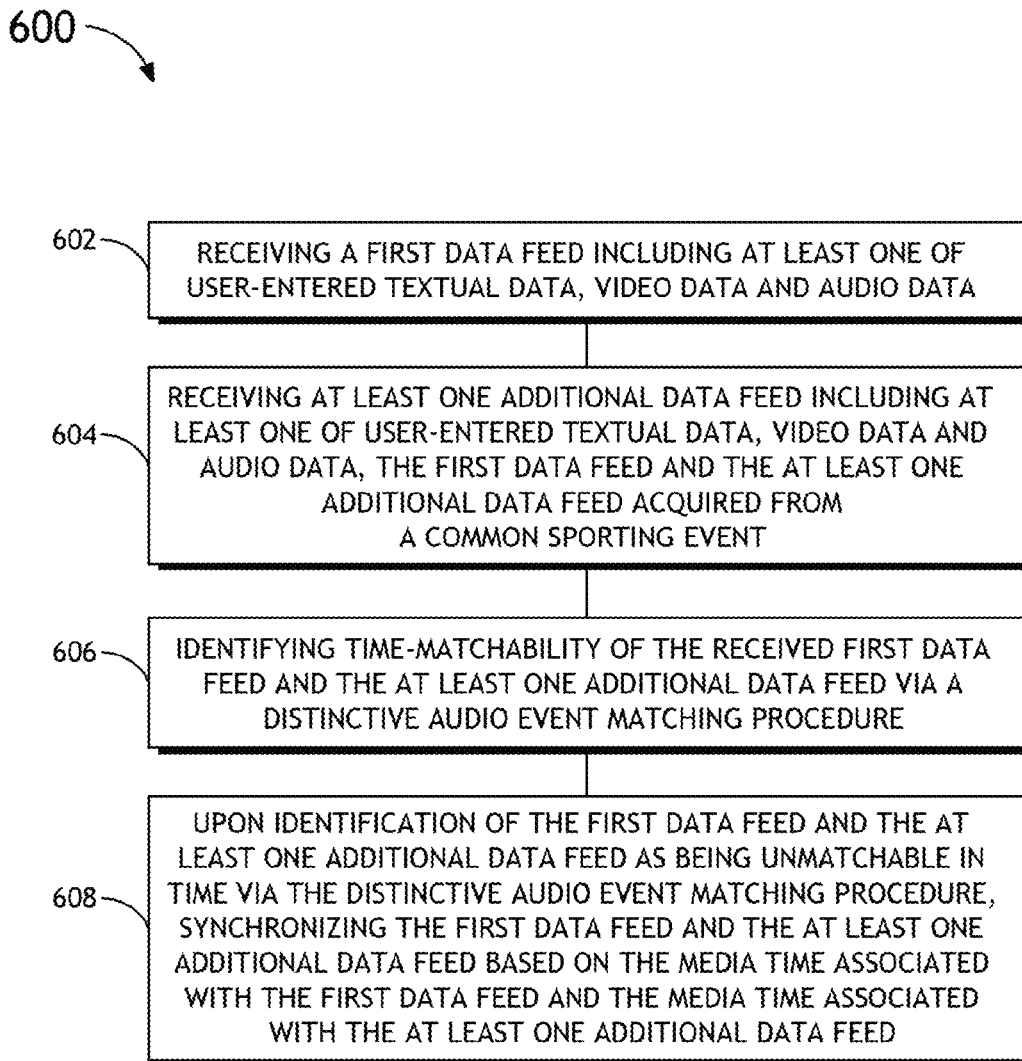 600
602
RECEIVING A FIRST DATA FEED INCLUDING AT LEAST ONE OF
USER-ENTERED TEXTUAL DATA, VIDEO DATA AND AUDIO DATA
604
RECEIVING AT LEAST ONE ADDITIONAL DATA FEED INCLUDING AT
LEAST ONE OF USER-ENTERED TEXTUAL DATA, VIDEO DATA AND
AUDIO DATA, THE FIRST DATA FEED AND THE AT LEAST ONE
ADDITIONAL DATA FEED ACQUIRED FROM
A COMMON SPORTING EVENT
606
IDENTIFYING TIME-MATCHABILITY OF THE RECEIVED FIRST DATA
FEED AND THE AT LEAST ONE ADDITIONAL DATA FEED VIA A
DISTINCTIVE AUDIO EVENT MATCHING PROCEDURE
608
UPON IDENTIFICATION OF THE FIRST DATA FEED AND THE AT
LEAST ONE ADDITIONAL DATA FEED AS BEING UNMATCHABLE IN
TIME VIA THE DISTINCTIVE AUDIO EVENT MATCHING PROCEDURE,
SYNCHRONIZING THE FIRST DATA FEED AND THE AT LEAST ONE
ADDITIONAL DATA FEED BASED ON THE MEDIA TIME ASSOCIATED
WITH THE FIRST DATA FEED AND THE MEDIA TIME ASSOCIATED
WITH THE AT LEAST ONE ADDITIONAL DATA FEED